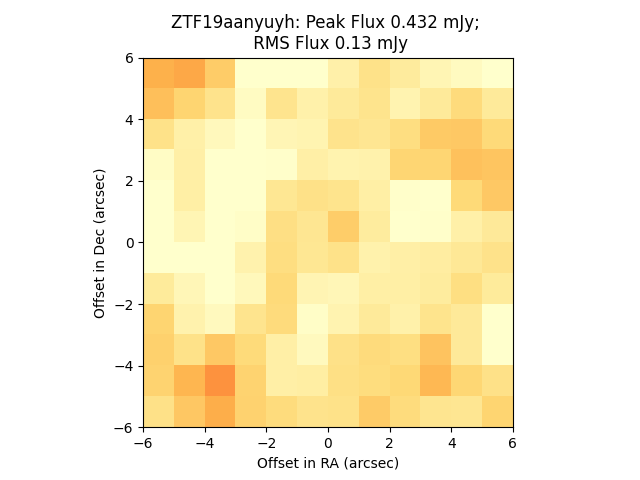 ZTF19aanyuyh: Peak Flux 0.432 mJy;
RMS Flux 0.13 mJy
6
4
2
0
−2
−4
−6
Offset in Dec (arcsec)
−6 −4 −2 0 2 4 6
Offset in RA (arcsec)